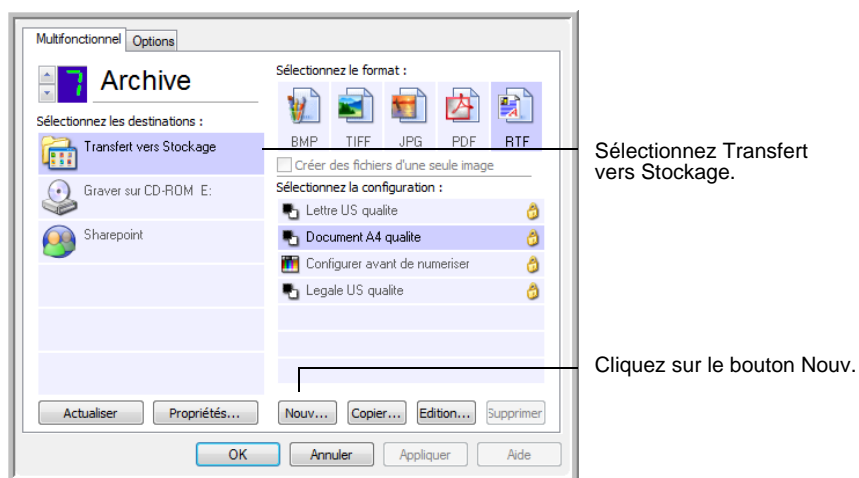 Multifonctionnel
Options
7 Archive
Sélectionnez les destinations :
Transfert vers Stockage
Graver sur CD-ROM E:
Sharepoint
Actualiser
Propriétés...
Sélectionnez le format :
BMP
TIFF
JPG
PDF
RTF
Créer des fichiers d'une seule image
Sélectionnez la configuration :
Lettre US qualite
Document A4 qualite
Configurer avant de numeriser
Legale US qualite
Nouv...
Copier...
Edition...
Supprimer
OK
Annuler
Appliquer
Aide
Sélectionnez Transfert
vers Stockage.
Cliquez sur le bouton Nouv.